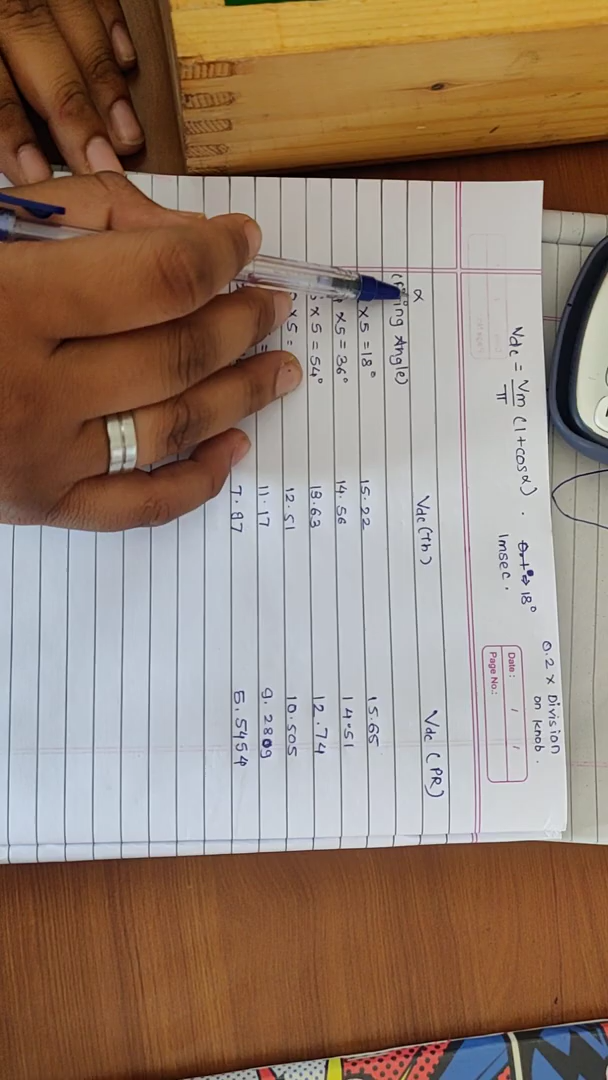 0.2 x Division
on knob.
Date: / /
Page No.:
Vdc = Vm/π (1+cosα).
18°
1msec.
α
Vdc (Th)
Vdc (PR)
Angle)
x5 = 18° 15.22 15.65
x5 = 36° 14.56 14.51
x5 = 54° 13.63 12.74
x5 = 12.51 10.505
= 11.17 9.2809
7.87 5.5454